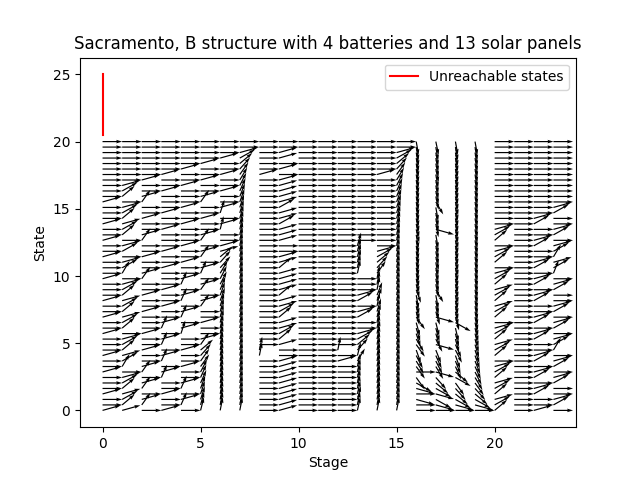 Sacramento, B structure with 4 batteries and 13 solar panels
Unreachable states
25
20
15
10
5
0
State
0 5 10 15 20
Stage